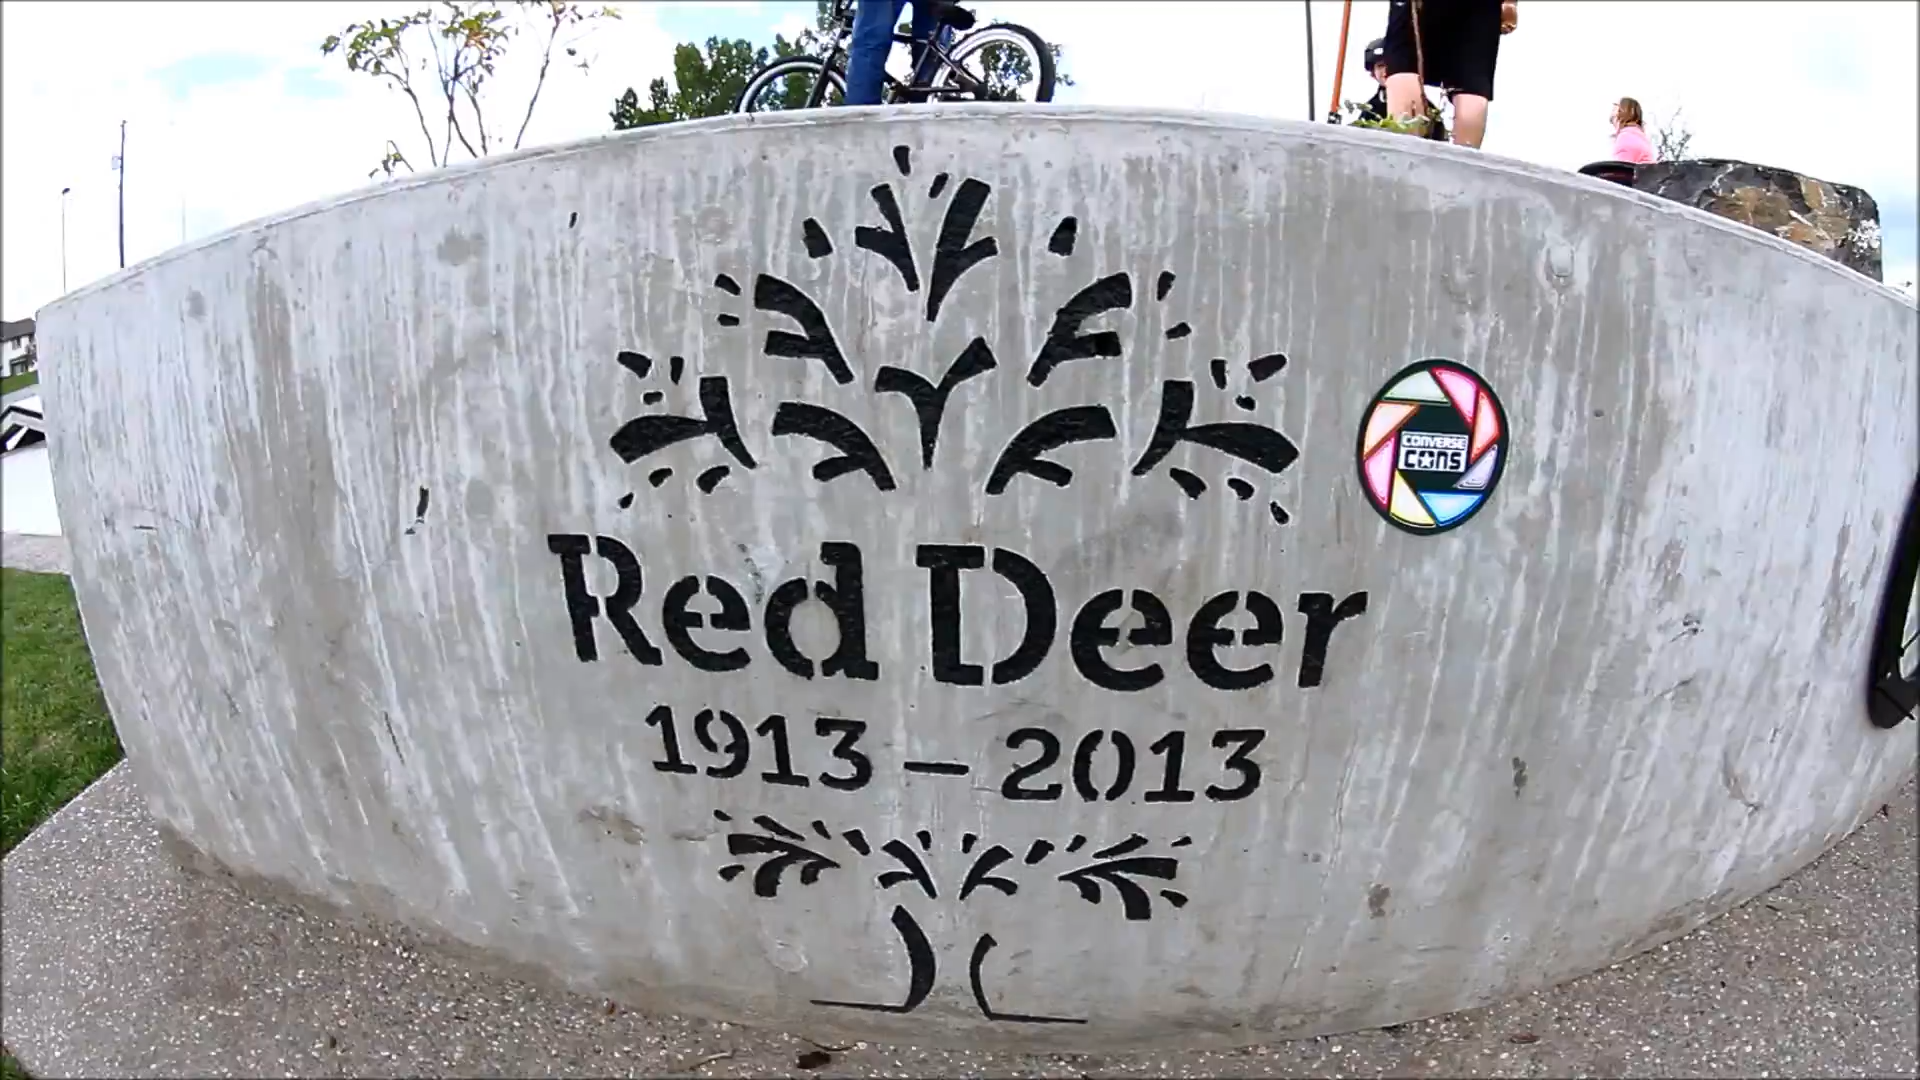 Red Deer
1913 – 2013
CONVERSE
CONS